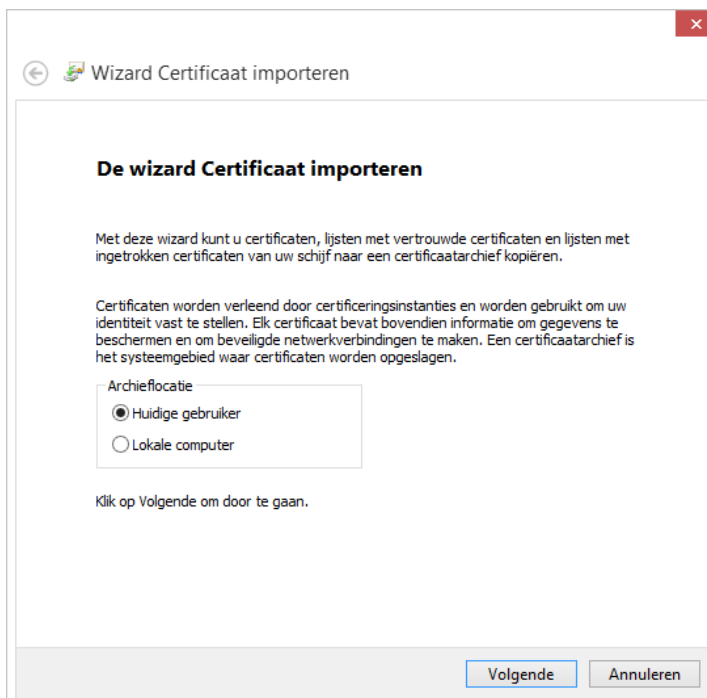 Wizard Certificaat importeren
De wizard Certificaat importeren
Met deze wizard kunt u certificaten, lijsten met vertrouwde certificaten en lijsten met
ingetrokken certificaten van uw schijf naar een certificaatarchief kopiëren.
Certificaten worden verleend door certificeringsinstanties en worden gebruikt om uw
identiteit vast te stellen. Elk certificaat bevat bovendien informatie om gegevens te
beschermen en om beveiligde netwerkverbindingen te maken. Een certificaatarchief is
het systeemgebied waar certificaten worden opgeslagen.
Archieflocatie
Huidige gebruiker
Lokale computer
Klik op Volgende om door te gaan.
Volgende
Annuleren